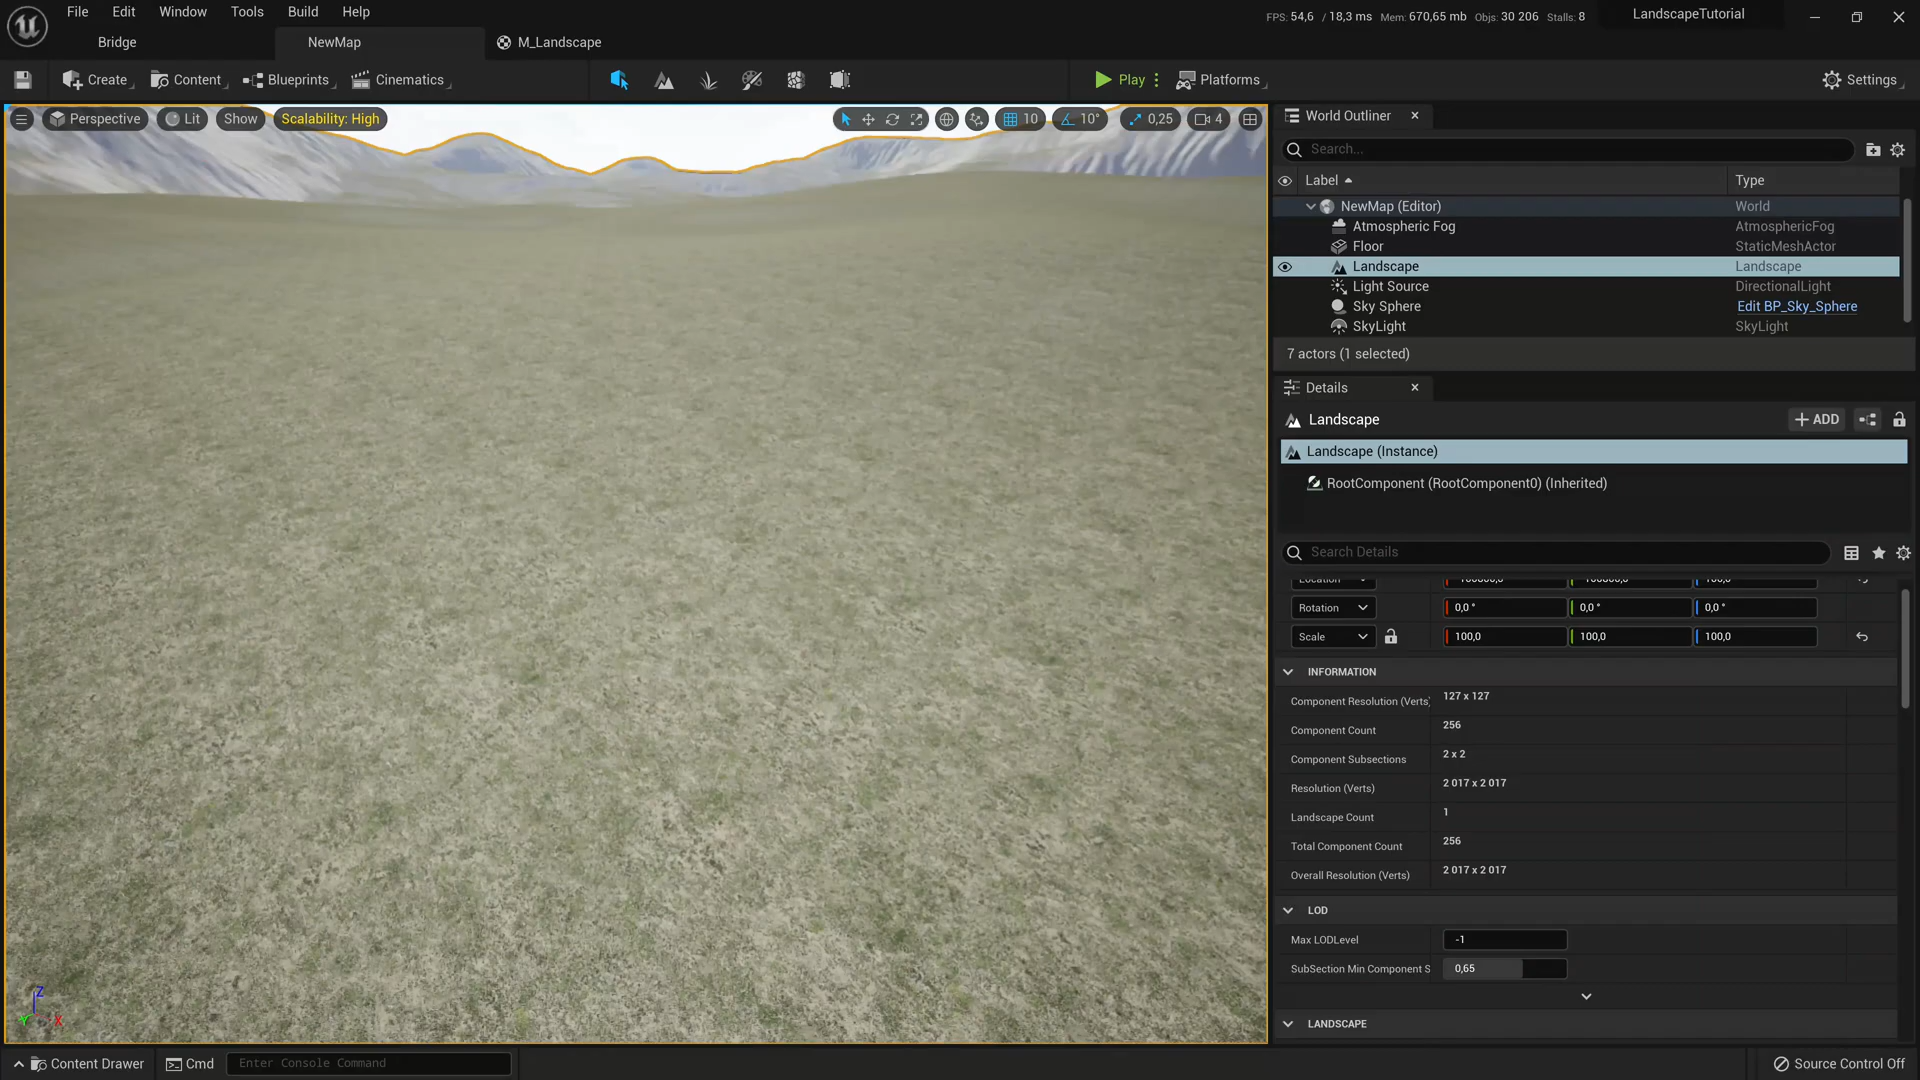 File Edit Window Tools Build Help
FPS: 54,6 / 18,3 ms Mem: 670,65 mb Objs: 30 206 Stalls: 8
LandscapeTutorial
Bridge
NewMap
M_Landscape
Create
Content
Blueprints
Cinematics
Play
Platforms
Settings
Perspective
Lit
Show
Scalability: High
10
10°
0,25
4
World Outliner
Search...
Label
Type
NewMap (Editor) World
Atmospheric Fog AtmosphericFog
Floor StaticMeshActor
Landscape Landscape
Light Source DirectionalLight
Sky Sphere Edit BP_Sky_Sphere
SkyLight SkyLight
7 actors (1 selected)
Details
Landscape
ADD
Landscape (Instance)
RootComponent (RootComponent0) (Inherited)
Search Details
Location
Rotation 0,0 ° 0,0 ° 0,0 °
Scale 100,0 100,0 100,0
INFORMATION
Component Resolution (Verts) 127 x 127
Component Count 256
Component Subsections 2 x 2
Resolution (Verts) 2 017 x 2 017
Landscape Count 1
Total Component Count 256
Overall Resolution (Verts) 2 017 x 2 017
LOD
Max LODLevel -1
SubSection Min Component S 0,65
LANDSCAPE
Z
Y
X
Content Drawer
Cmd
Enter Console Command
Source Control Off